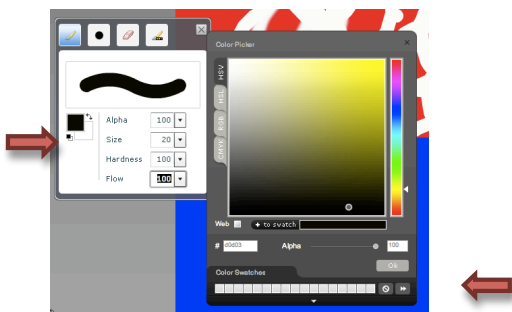 Color Picker
HSV
HSL
RGB
CMYK
Alpha 100
Size 20
Hardness 100
Flow 100
Web + to swatch
# d0d03 Alpha 100
Ok
Color Swatches